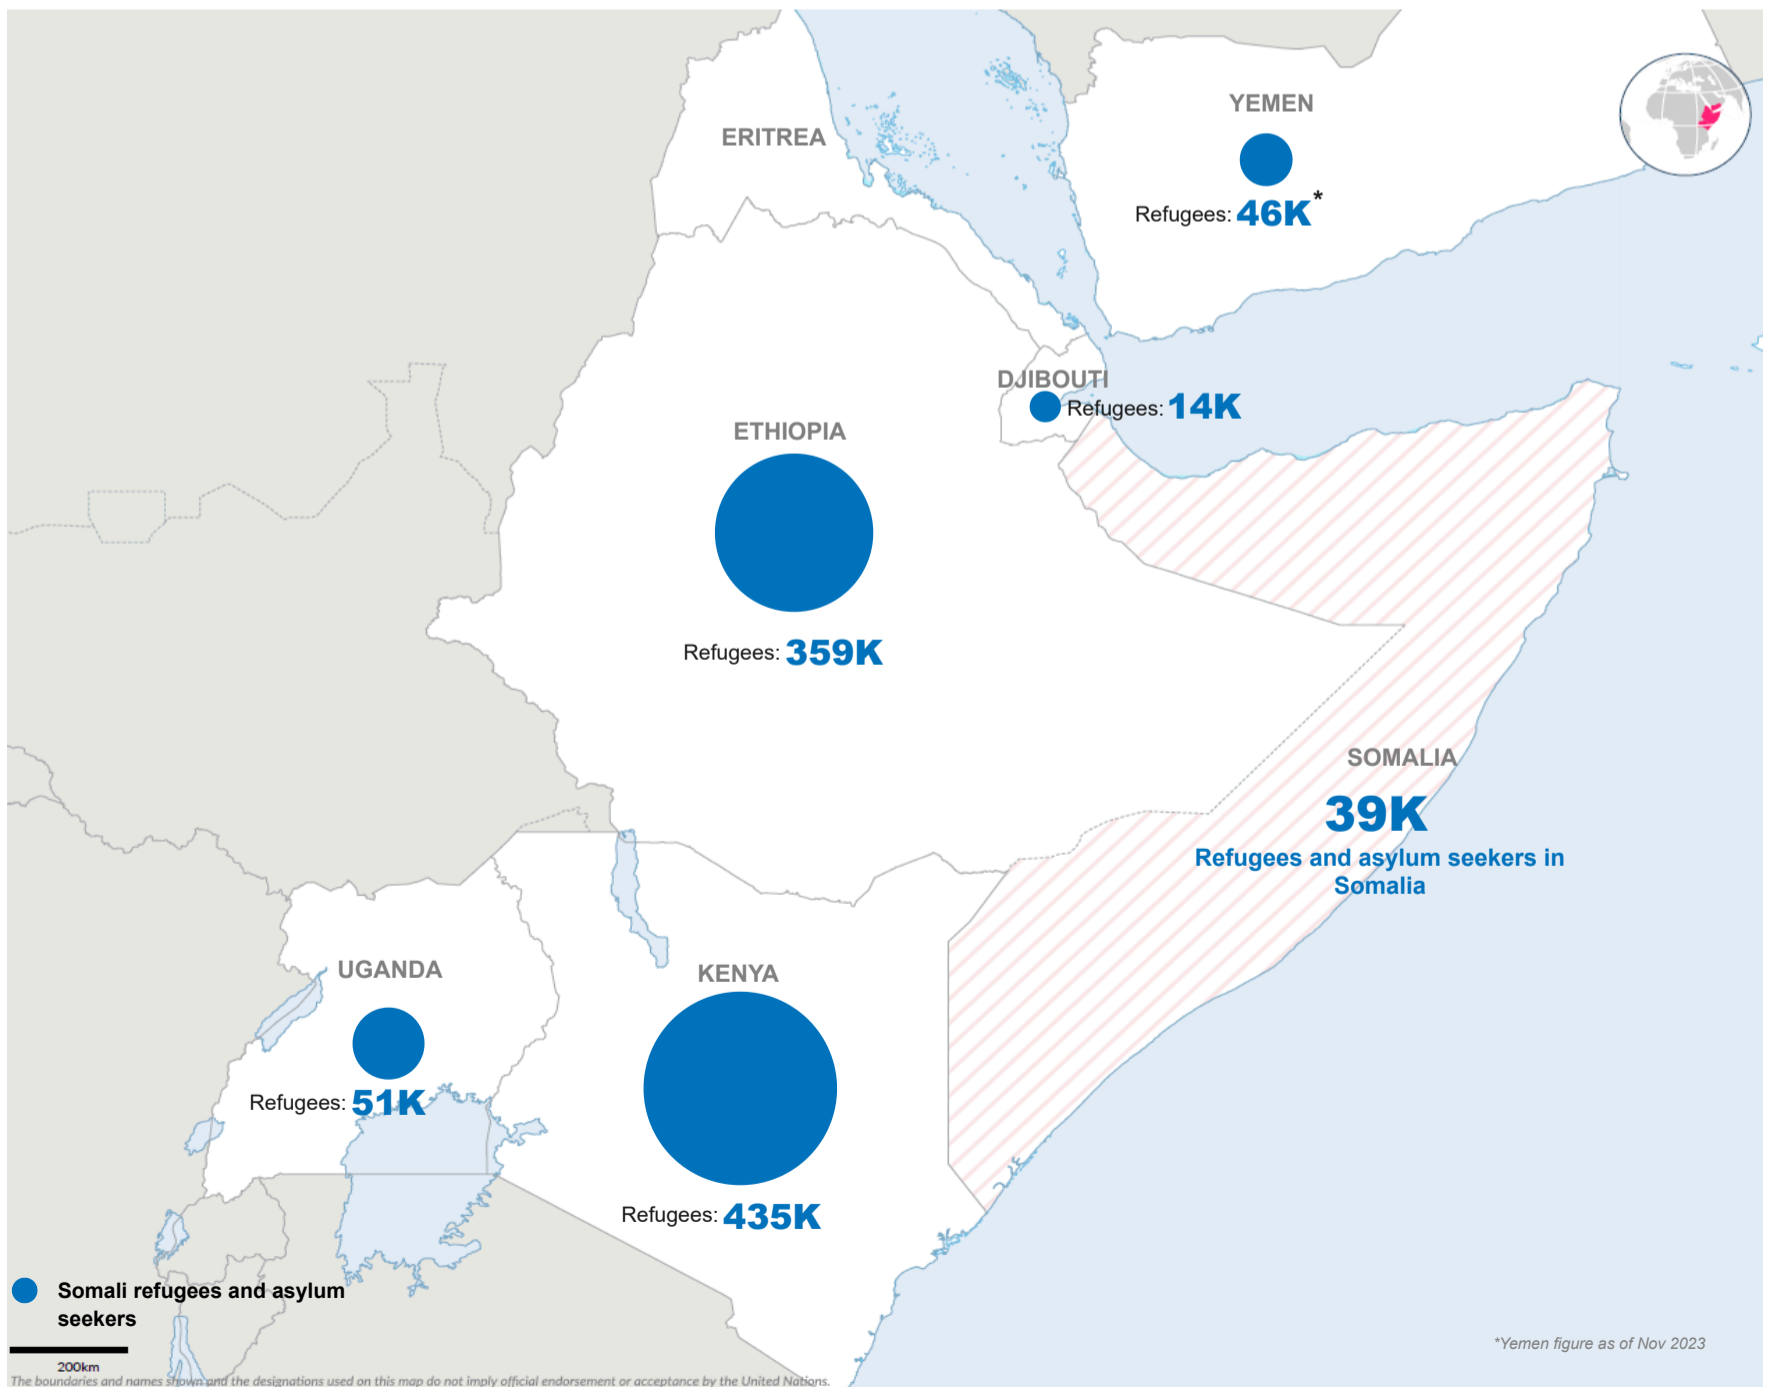 YEMEN
ERITREA
Refugees: 46K*
DJIBOUTI
Refugees: 14K
ETHIOPIA
Refugees: 359K
SOMALIA
39K
Refugees and asylum seekers in
Somalia
UGANDA
KENYA
Refugees: 51K
Refugees: 435K
Somali refugees and asylum
seekers
*Yemen figure as of Nov 2023
200km
The boundaries and names shown and the designations used on this map do not imply official endorsement or acceptance by the United Nations.